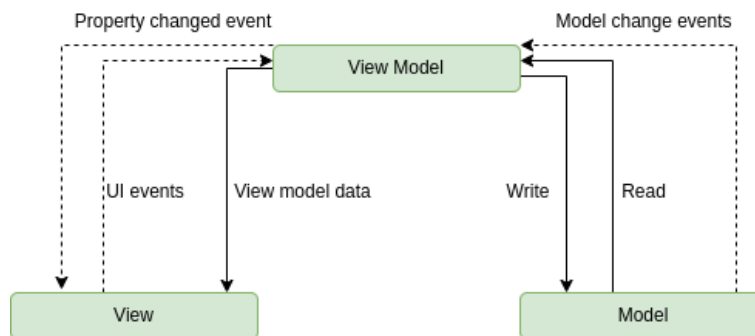 Property changed event
Model change events
View Model
UI events
View model data
Write
Read
View
Model